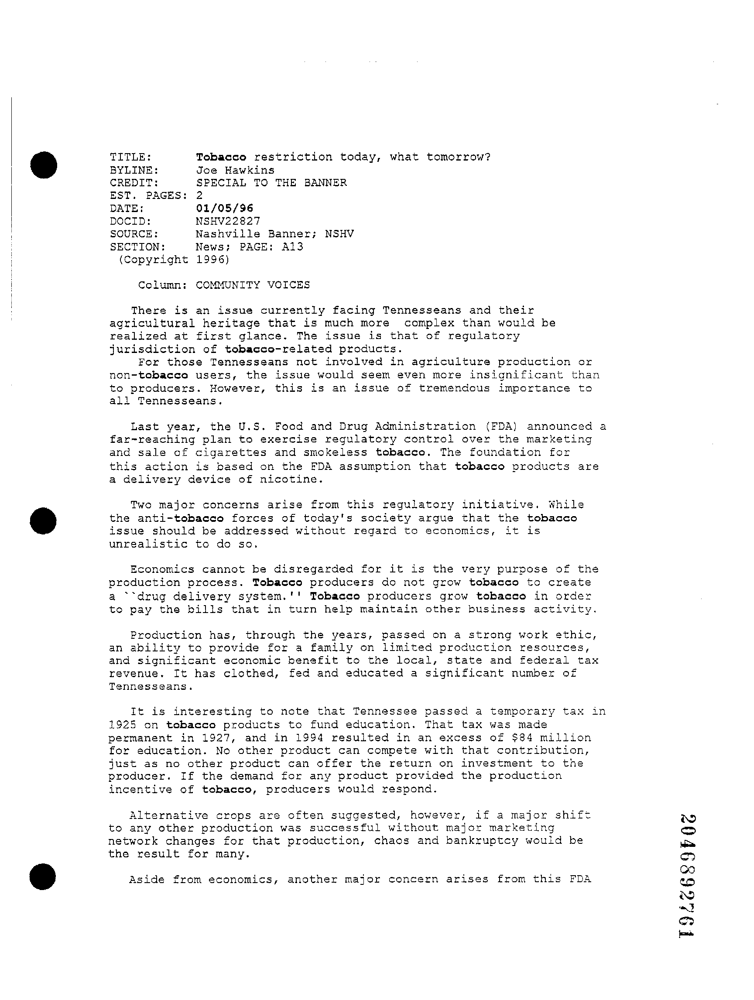 TITLE: Tobacco restriction today, what tomorrow?
BYLINE: Joe Hawkins
CREDIT: SPECIAL TO THE BANNER
EST. PAGES: 2
DATE: 01/05/96
DOCID: NSHV22827
SOURCE: Nashville Banner; NSHV
SECTION: News; PAGE: A13
(Copyright 1996)
Column: COMMUNITY VOICES
There is an issue currently facing Tennesseans and their
agricultural heritage that is much more complex than would be
realized at first glance. The issue is that of regulatory
jurisdiction of tobacco-related products.
For those Tennesseans not involved in agriculture production or
non-tobacco users, the issue would seem even more insignificant than
to producers. However, this is an issue of tremendous importance to
all Tennesseans.
Last year, the U.S. Food and Drug Administration (FDA) announced a
far-reaching plan to exercise regulatory control over the marketing
and sale of cigarettes and smokeless tobacco. The foundation for
this action is based on the FDA assumption that tobacco products are
a delivery device of nicotine.
Two major concerns arise from this regulatory initiative. While
the anti-tobacco forces of today's society argue that the tobacco
issue should be addressed without regard to economics, it is
unrealistic to do so.
Economics cannot be disregarded for it is the very purpose of the
production process. Tobacco producers do not grow tobacco to create
a ``drug delivery system.'' Tobacco producers grow tobacco in order
to pay the bills that in turn help maintain other business activity.
Production has, through the years, passed on a strong work ethic,
an ability to provide for a family on limited production resources,
and significant economic benefit to the local, state and federal tax
revenue. It has clothed, fed and educated a significant number of
Tennesseans.
It is interesting to note that Tennessee passed a temporary tax in
1925 on tobacco products to fund education. That tax was made
permanent in 1927, and in 1994 resulted in an excess of $84 million
for education. No other product can compete with that contribution,
just as no other product can offer the return on investment to the
producer. If the demand for any product provided the production
incentive of tobacco, producers would respond.
Alternative crops are often suggested, however, if a major shift
to any other production was successful without major marketing
network changes for that production, chaos and bankruptcy would be
the result for many.
Aside from economics, another major concern arises from this FDA
2046892761